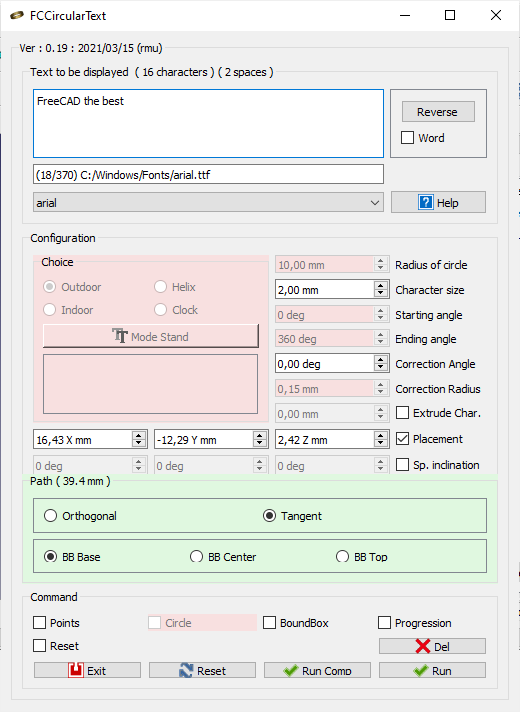 FCCircularText
Ver : 0.19 : 2021/03/15 (rmu)
Text to be displayed ( 16 characters ) ( 2 spaces )
FreeCAD the best
Reverse
Word
(18/370) C:/Windows/Fonts/arial.ttf
arial
Help
Configuration
Choice
Outdoor Helix
Indoor Clock
Mode Stand
10,00 mm Radius of circle
2,00 mm Character size
0 deg Starting angle
360 deg Ending angle
0,00 deg Correction Angle
0,15 mm Correction Radius
0,00 mm Extrude Char.
16,43 X mm -12,29 Y mm 2,42 Z mm Placement
0 deg 0 deg 0 deg Sp. inclination
Path ( 39.4 mm )
Orthogonal Tangent
BB Base BB Center BB Top
Command
Points Circle BoundBox Progression
Reset Del
Exit Reset Run Comp Run